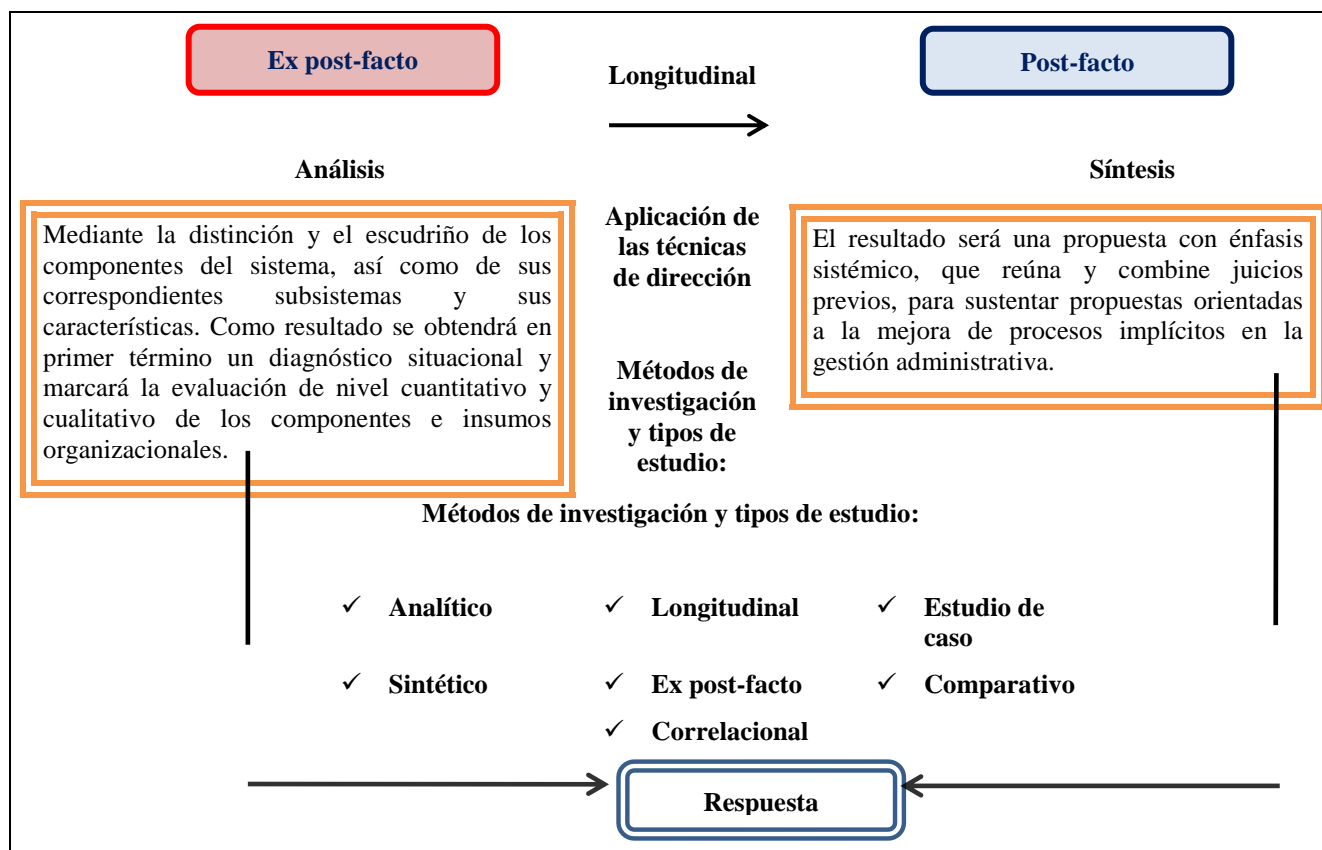 Ex post-facto
Longitudinal
Post-facto
Análisis
Síntesis
Mediante la distinción y el escudriño de los
componentes del sistema, así como de sus
correspondientes subsistemas y sus
características. Como resultado se obtendrá en
primer término un diagnóstico situacional y
marcará la evaluación de nivel cuantitativo y
cualitativo de los componentes e insumos
organizacionales.
Aplicación de
las técnicas
de dirección
Métodos de
investigación
y tipos de
estudio:
El resultado será una propuesta con énfasis
sistémico, que reúna y combine juicios
previos, para sustentar propuestas orientadas
a la mejora de procesos implícitos en la
gestión administrativa.
Métodos de investigación y tipos de estudio:
✓ Analítico
✓ Longitudinal
✓ Estudio de
caso
✓ Sintético
✓ Ex post-facto
✓ Comparativo
✓ Correlacional
Respuesta